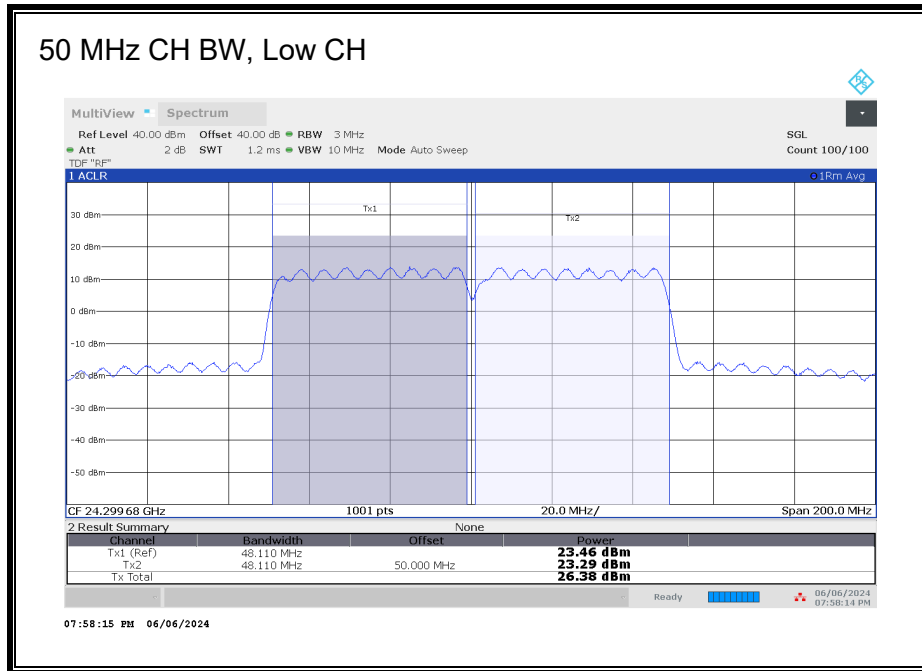 50 MHz CH BW, Low CH
R&S
MultiView Spectrum
Ref Level 40.00 dBm Offset 40.00 dB RBW 3 MHz SGL
Att 2 dB SWT 1.2 ms VBW 10 MHz Mode Auto Sweep Count 100/100
TDF "RF"
1 ACLR 1Rm Avg
Tx1
Tx2
30 dBm
20 dBm
10 dBm
0 dBm
-10 dBm
-20 dBm
-30 dBm
-40 dBm
-50 dBm
CF 24.29968 GHz 1001 pts 20.0 MHz/ Span 200.0 MHz
2 Result Summary None
Channel Bandwidth Offset Power
Tx1 (Ref) 48.110 MHz 23.46 dBm
Tx2 48.110 MHz 50.000 MHz 23.29 dBm
Tx Total 26.38 dBm
Ready 06/06/2024
07:58:14 PM
07:58:15 PM 06/06/2024